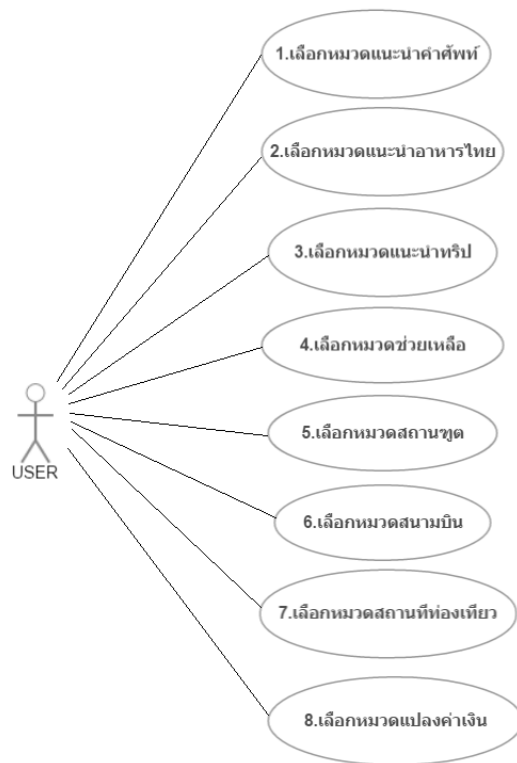 1.เลือกหมวดแนะนำคำศัพท์
2.เลือกหมวดแนะนำอาหารไทย
3.เลือกหมวดแนะนำทริป
4.เลือกหมวดช่วยเหลือ
5.เลือกหมวดสถานฑูต
6.เลือกหมวดสนามบิน
7.เลือกหมวดสถานที่ท่องเที่ยว
8.เลือกหมวดแปลงค่าเงิน
USER